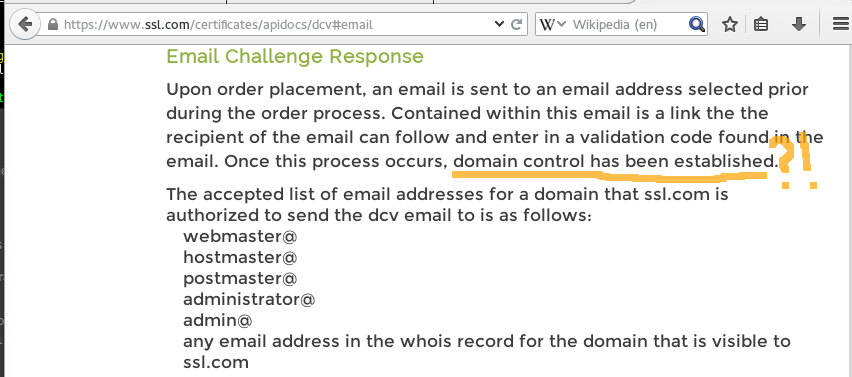 https://www.ssl.com/certificates/apidocs/dcv#email
Wikipedia (en)
Email Challenge Response
Upon order placement, an email is sent to an email address selected prior
during the order process. Contained within this email is a link the the
recipient of the email can follow and enter in a validation code found in the
email. Once this process occurs, domain control has been established.
?!
The accepted list of email addresses for a domain that ssl.com is
authorized to send the dcv email to is as follows:
webmaster@
hostmaster@
postmaster@
administrator@
admin@
any email address in the whois record for the domain that is visible to
ssl.com